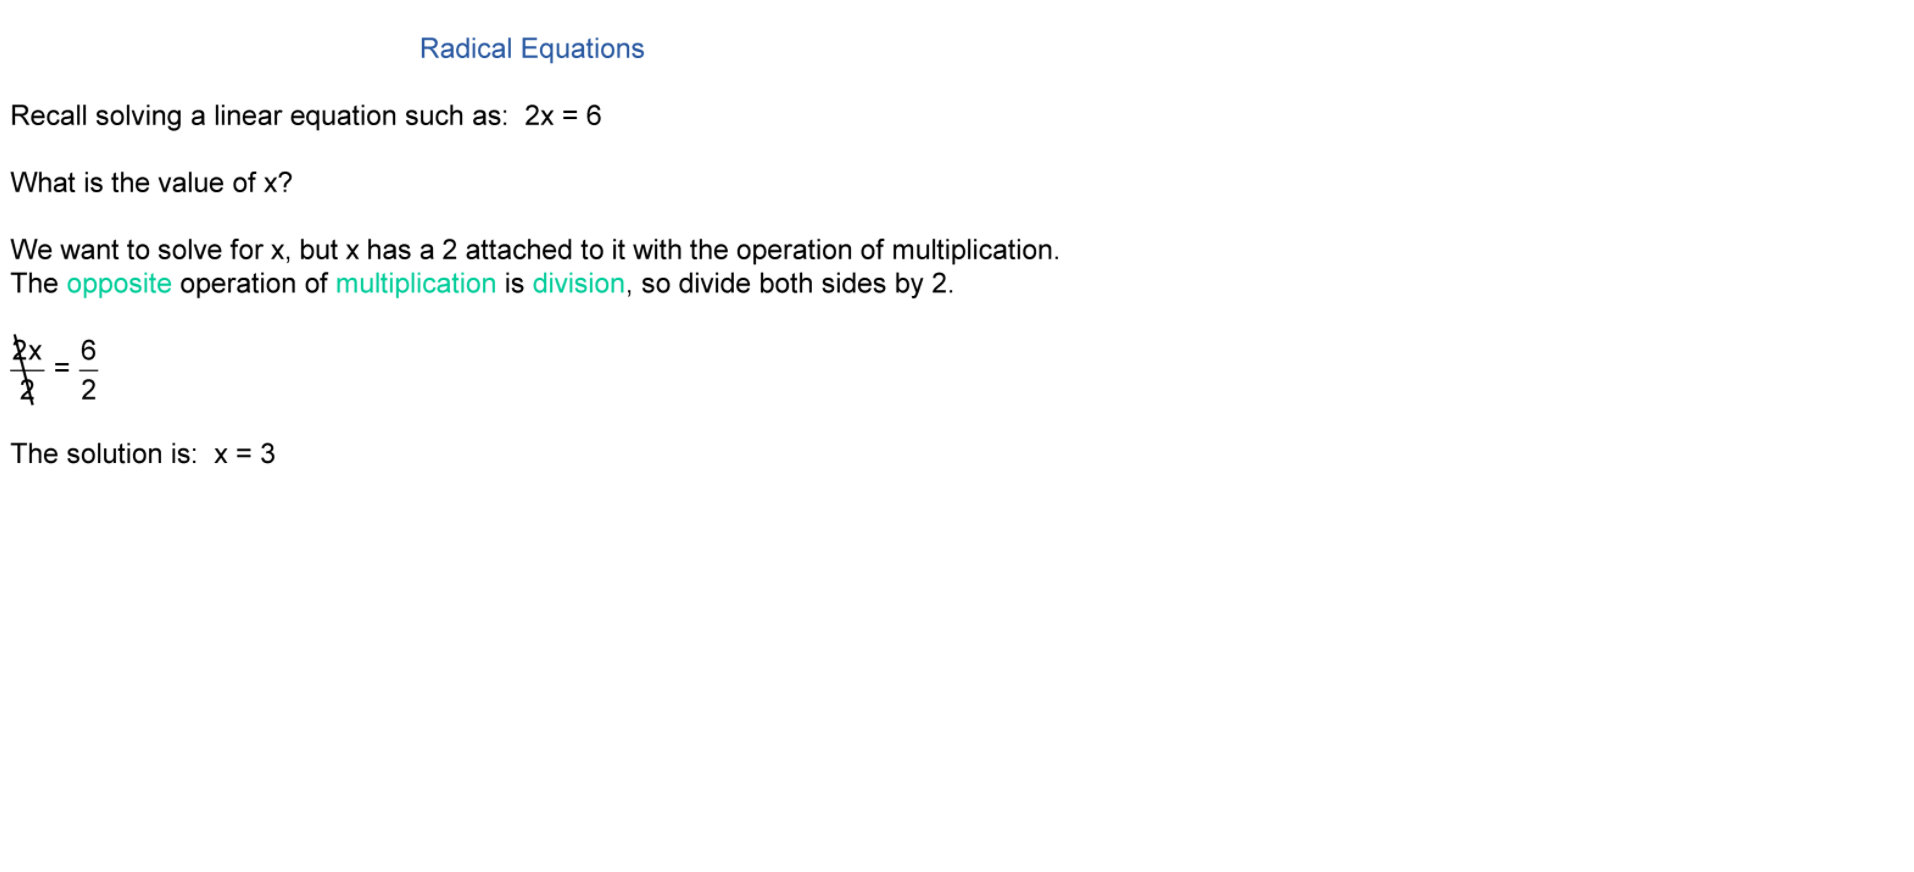 Radical Equations
Recall solving a linear equation such as: 2x = 6
What is the value of x?
We want to solve for x, but x has a 2 attached to it with the operation of multiplication.
The opposite operation of multiplication is division, so divide both sides by 2.
2x/2 = 6/2
The solution is: x = 3